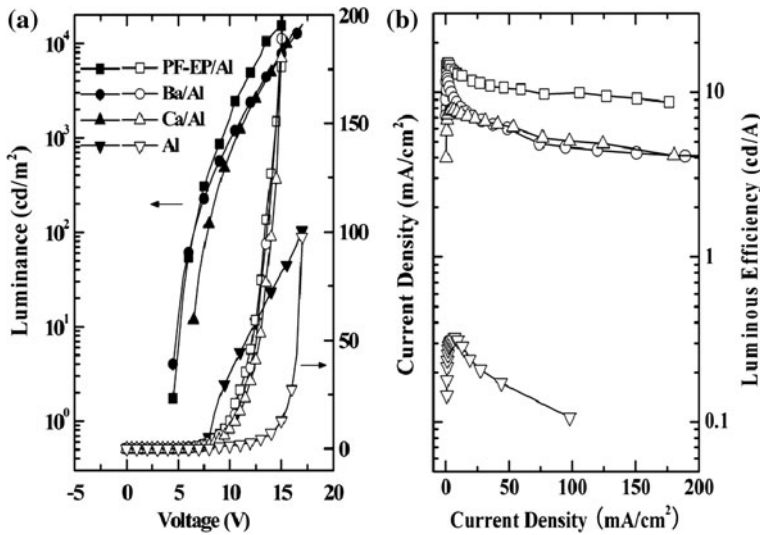 (a)
Luminance (cd/m²)
10⁴
10³
10²
10¹
10⁰
PF-EP/Al
Ba/Al
Ca/Al
Al
200
150
100
50
0
Current Density (mA/cm²)
-5 0 5 10 15 20
Voltage (V)
(b)
10
1
0.1
Luminous Efficiency (cd/A)
0 50 100 150 200
Current Density (mA/cm²)